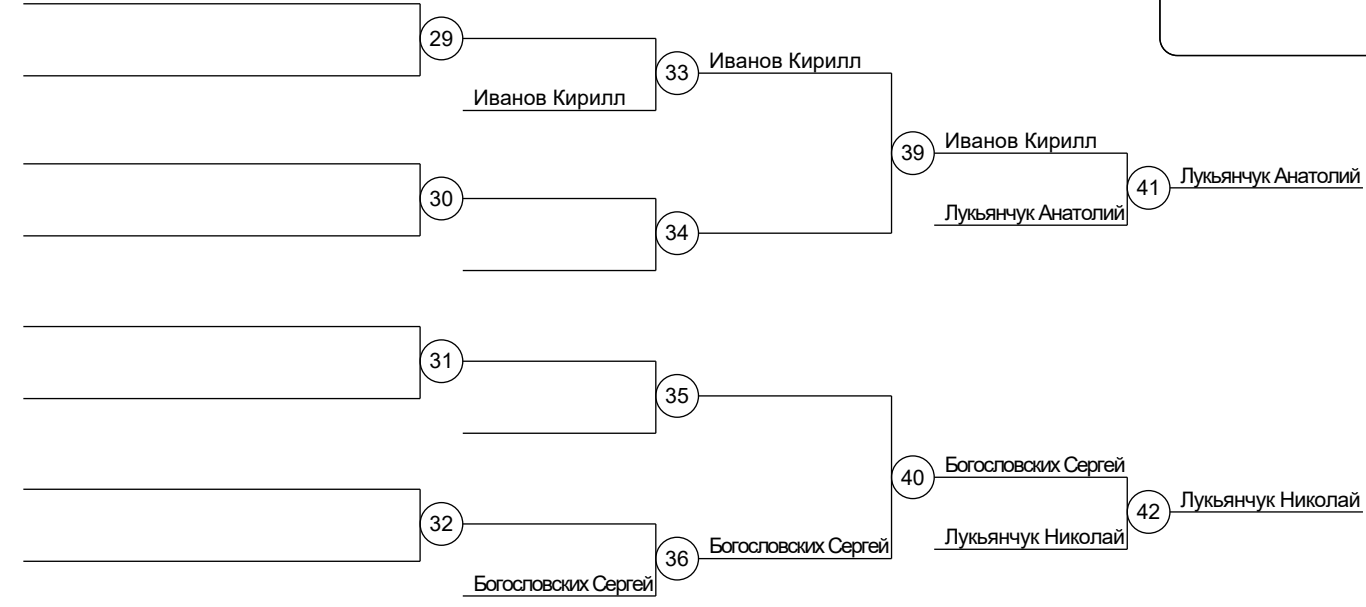 29
Иванов Кирилл
33
Иванов Кирилл
39
Иванов Кирилл
30
34
41
Лукьянчук Анатолий
Лукьянчук Анатолий
31
35
40
Богословских Сергей
32
36
Богословских Сергей
Богословских Сергей
42
Лукьянчук Николай
Лукьянчук Николай